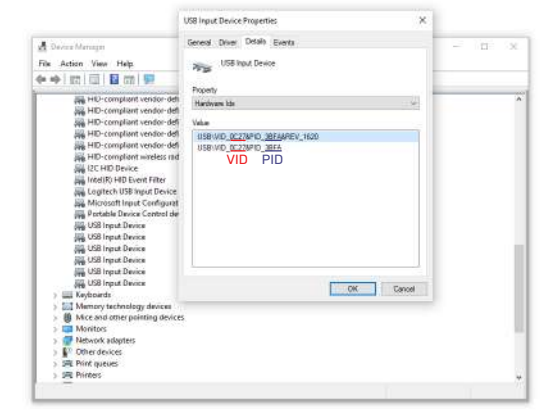 USB Input Device Properties
Device Manager
File Action View Help
General Driver Details Events
USB Input Device
Property
Hardware Ids
Value
USB\VID_0C27&PID_3BFA&REV_1620
USB\VID_0C27&PID_3BFA
VID PID
OK Cancel
HID-compliant vendor-defi
HID-compliant vendor-defi
HID-compliant vendor-defi
HID-compliant vendor-defi
HID-compliant vendor-defi
HID-compliant wireless rad
I2C HID Device
Intel(R) HID Event Filter
Logitech USB Input Device
Microsoft Input Configurat
Portable Device Control de
USB Input Device
USB Input Device
USB Input Device
USB Input Device
USB Input Device
USB Input Device
Keyboards
Memory technology devices
Mice and other pointing devices
Monitors
Network adapters
Other devices
Print queues
Printers